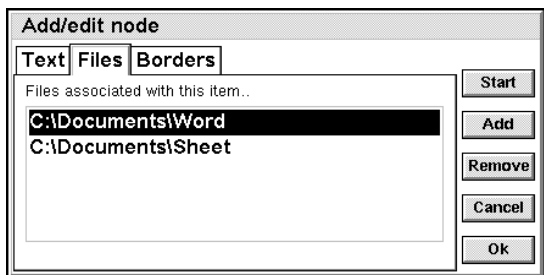 Add/edit node
Text Files Borders
Files associated with this item..
C:\Documents\Word
C:\Documents\Sheet
Start
Add
Remove
Cancel
Ok